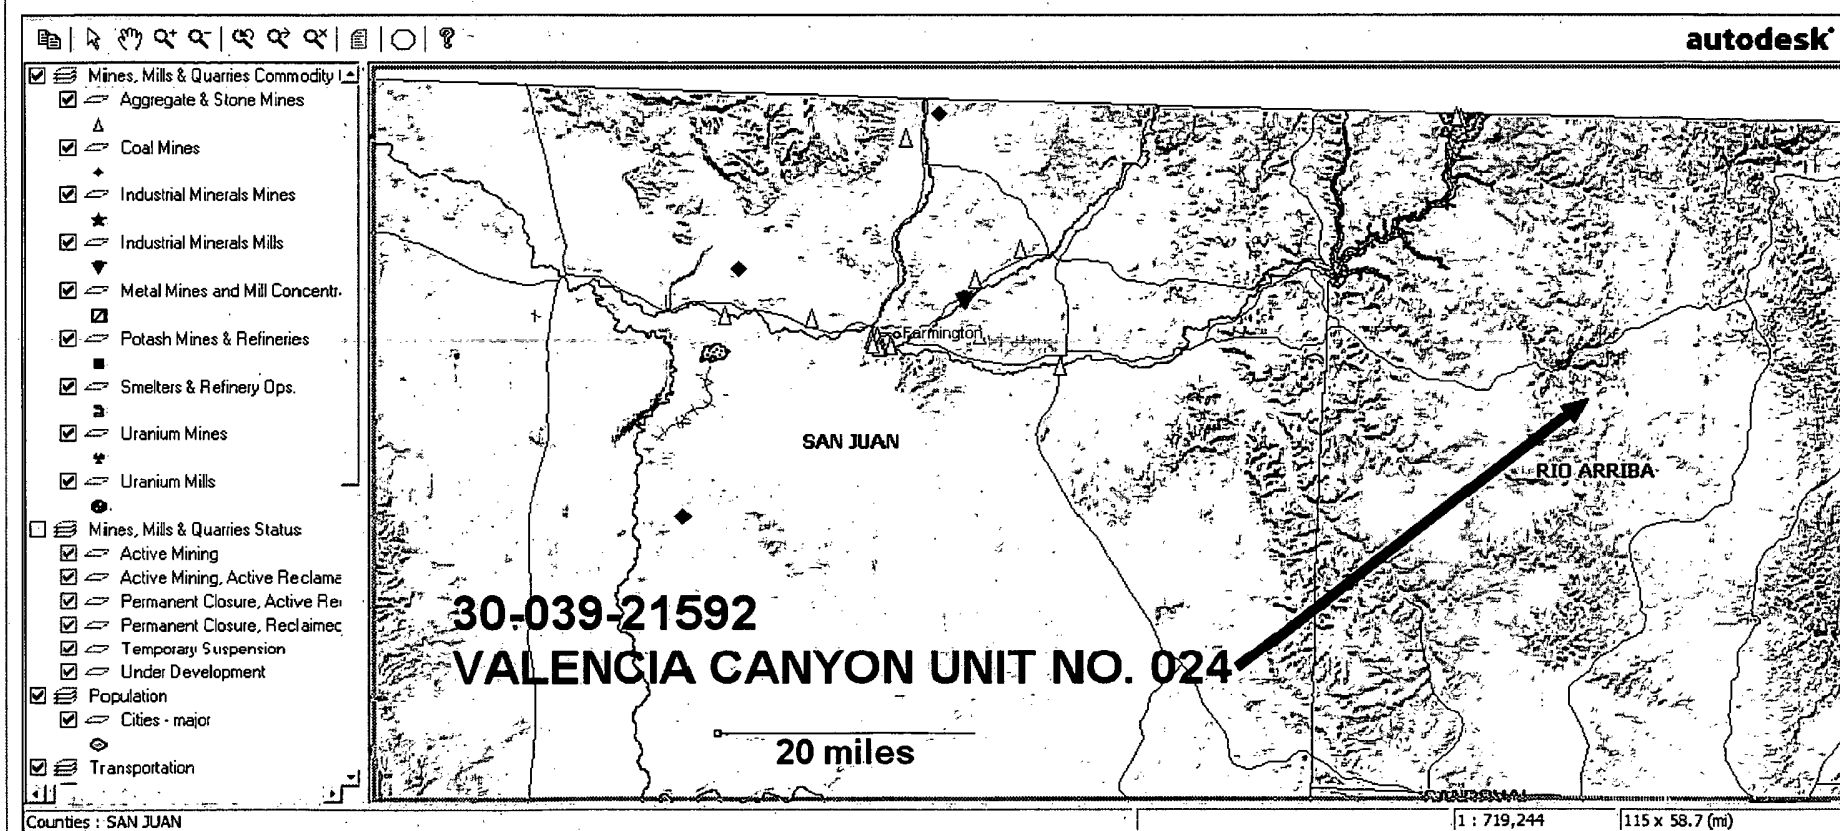 autodesk
Mines, Mills & Quarries Commodity
Aggregate & Stone Mines
Coal Mines
Industrial Minerals Mines
Industrial Minerals Mills
Metal Mines and Mill Concentr
Potash Mines & Refineries
Smelters & Refinery Ops.
Uranium Mines
Uranium Mills
Mines, Mills & Quarries Status
Active Mining
Active Mining, Active Reclama
Permanent Closure, Active Re
Permanent Closure, Reclaimed
Temporary Suspension
Under Development
Population
Cities - major
Transportation
Farmington
SAN JUAN
RIO ARRIBA
30-039-21592
VALENCIA CANYON UNIT NO. 024
20 miles
SANDOVAL
Counties : SAN JUAN
1 : 719,244
115 x 58.7 (mi)